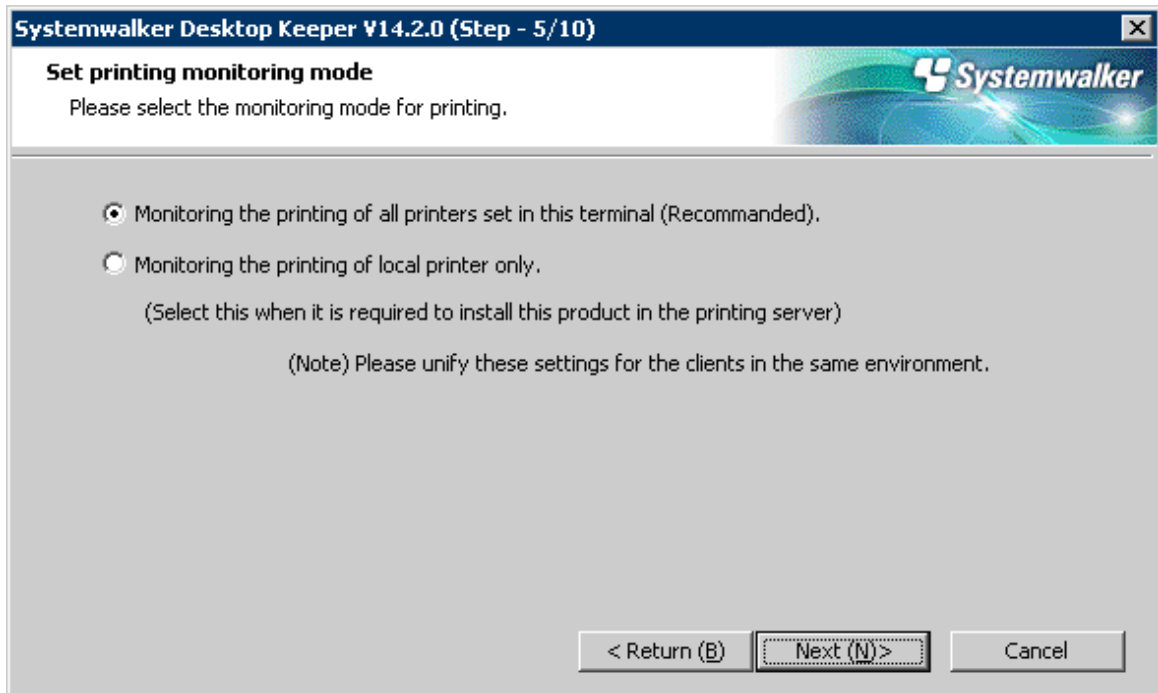 Systemwalker Desktop Keeper V14.2.0 (Step - 5/10)
Set printing monitoring mode
Please select the monitoring mode for printing.
Systemwalker
Monitoring the printing of all printers set in this terminal (Recommanded).
Monitoring the printing of local printer only.
(Select this when it is required to install this product in the printing server)
(Note) Please unify these settings for the clients in the same environment.
< Return (B)
Next (N)>
Cancel